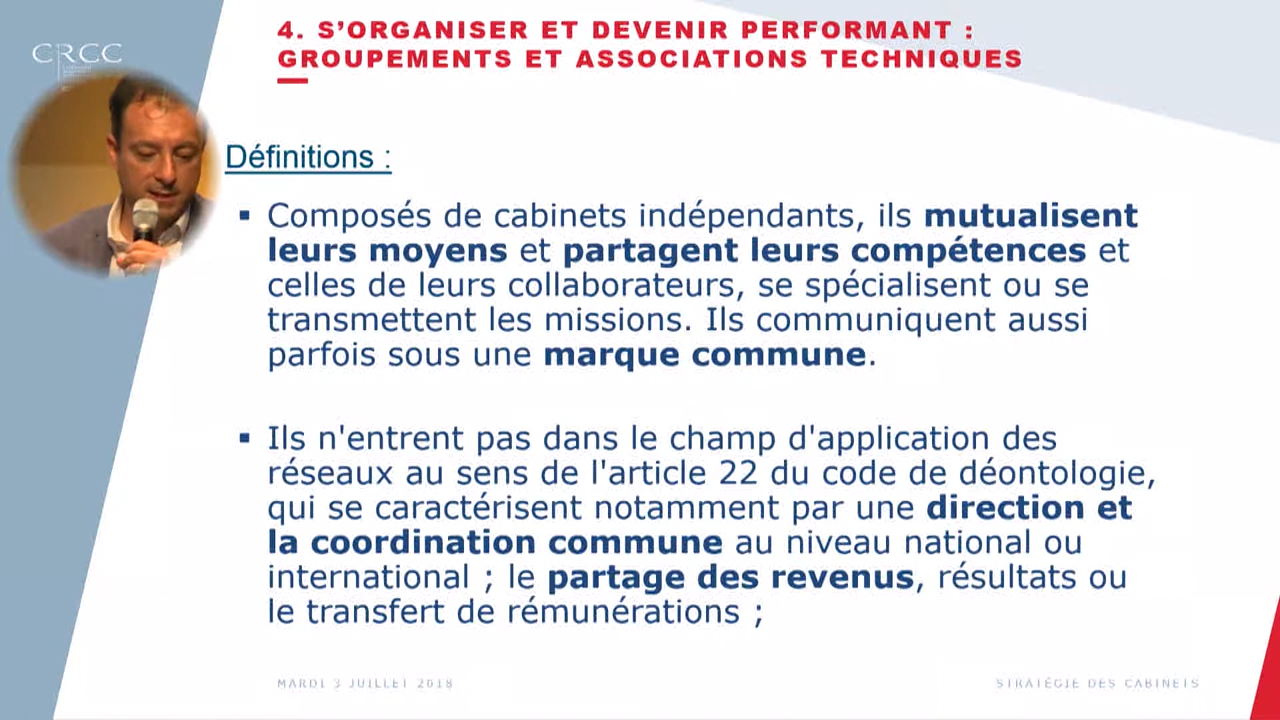 CRCC
4. S’ORGANISER ET DEVENIR PERFORMANT :
GROUPEMENTS ET ASSOCIATIONS TECHNIQUES
Définitions :
▪ Composés de cabinets indépendants, ils mutualisent
leurs moyens et partagent leurs compétences et
celles de leurs collaborateurs, se spécialisent ou se
transmettent les missions. Ils communiquent aussi
parfois sous une marque commune.
▪ Ils n'entrent pas dans le champ d'application des
réseaux au sens de l'article 22 du code de déontologie,
qui se caractérisent notamment par une direction et
la coordination commune au niveau national ou
international ; le partage des revenus, résultats ou
le transfert de rémunérations ;
MARDI 3 JUILLET 2018
STRATÉGIE DES CABINETS